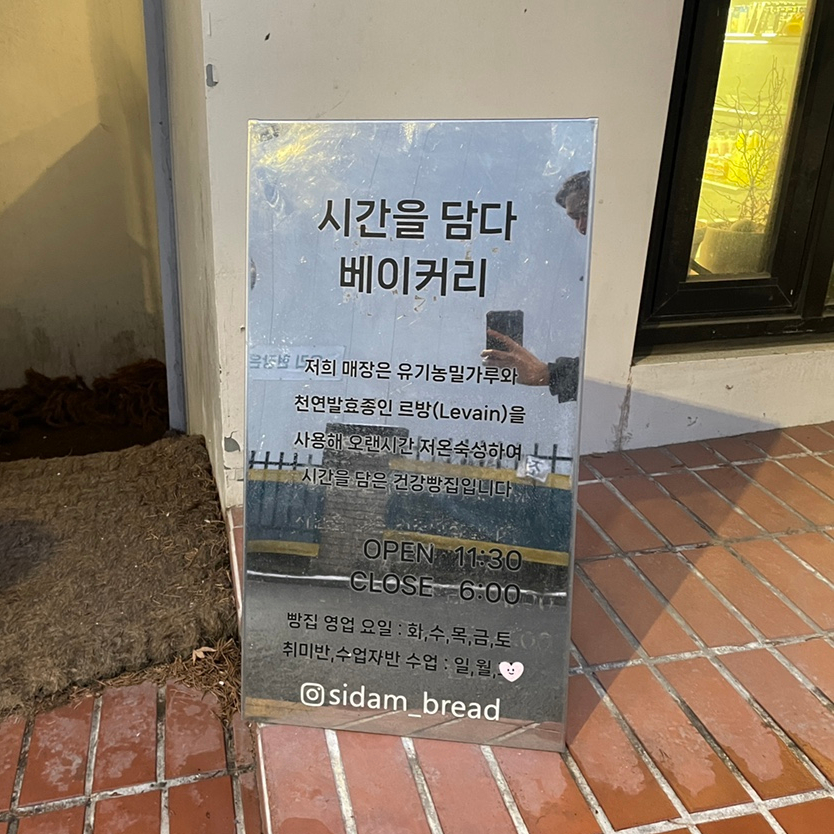 시간을 담다
베이커리
저희 매장은 유기농밀가루와
천연발효종인 르방(Levain)을
사용해 오랜시간 저온숙성하여
시간을 담은 건강빵집입니다
OPEN 11:30
CLOSE 6:00
빵집 영업 요일 : 화,수,목,금,토
취미반,수업자반 수업 : 일,월,
sidam_bread